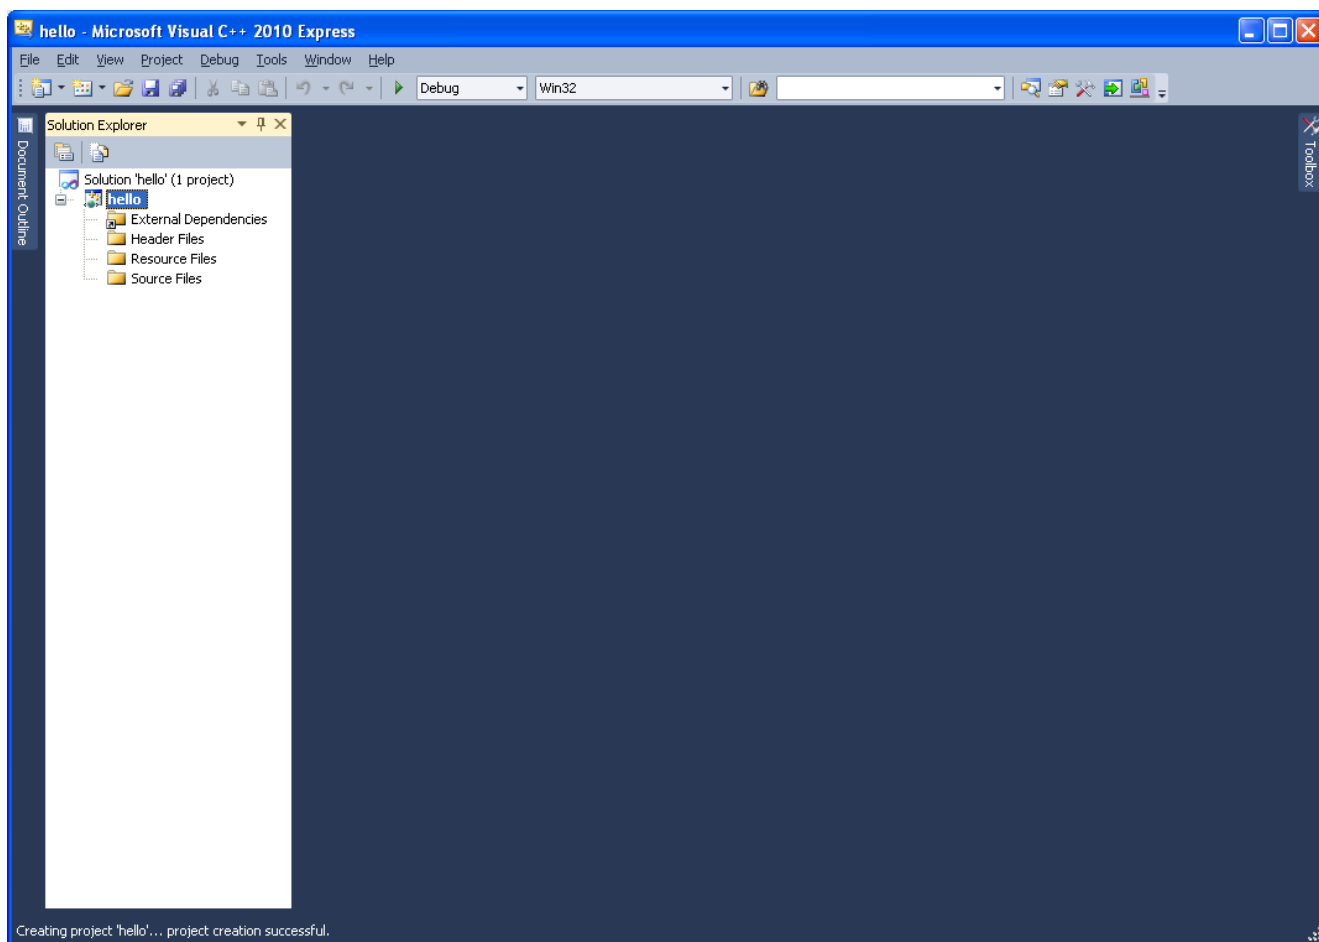 hello - Microsoft Visual C++ 2010 Express
File Edit View Project Debug Tools Window Help
Debug Win32
Document Outline
Solution Explorer
Solution 'hello' (1 project)
hello
External Dependencies
Header Files
Resource Files
Source Files
Toolbox
Creating project 'hello'... project creation successful.